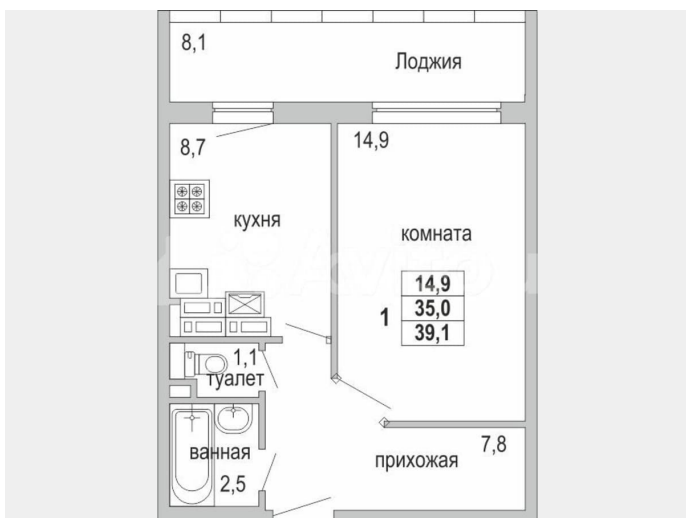 8,1
Лоджия
8,7
14,9
кухня
комната
14,9
1
35,0
39,1
1,1
туалет
7,8
ванная
прихожая
2,5
Avito